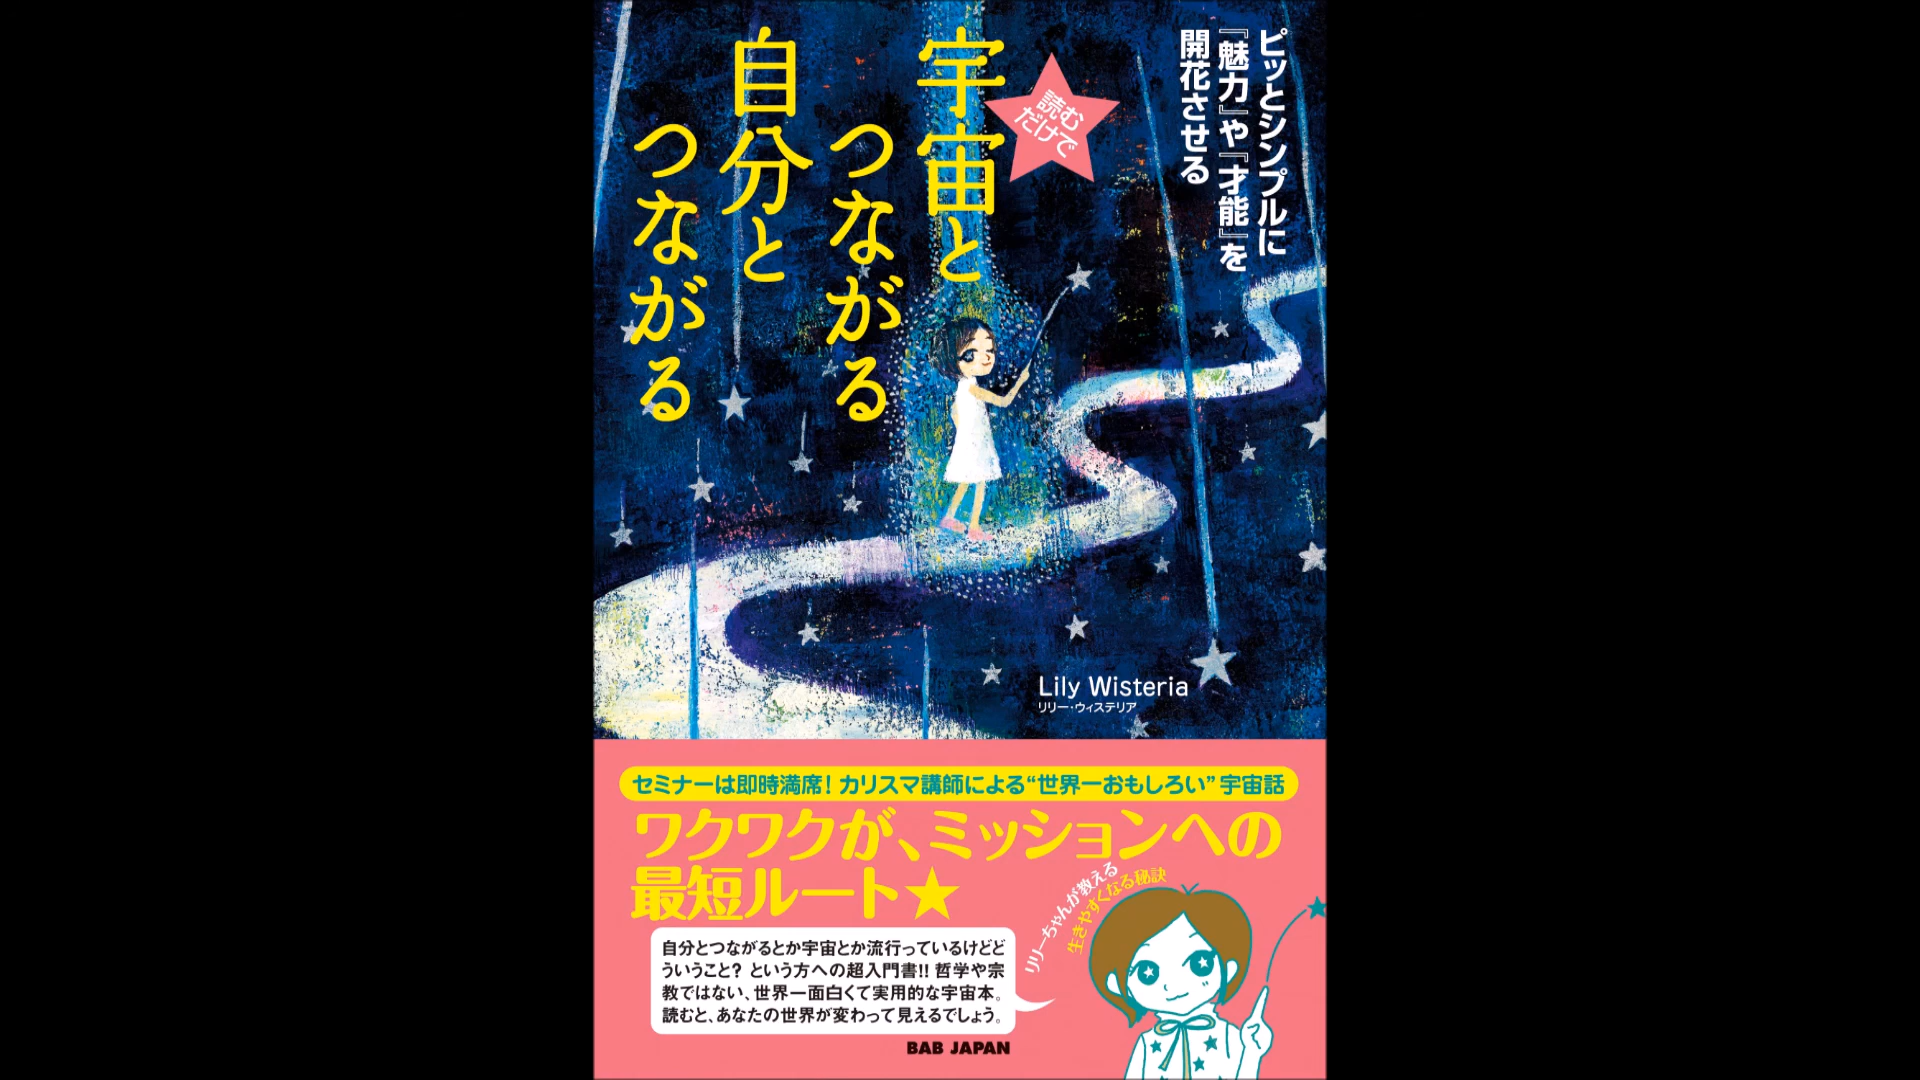 ピッとシンプルに
『魅力』や『才能』を
開花させる
読む
だけで
宇宙と
つながる
自分と
つながる
Lily Wisteria
リリー・ウィステリア
セミナーは即時満席！カリスマ講師による“世界一おもしろい”宇宙話
ワクワクが、ミッションへの
最短ルート★
リリーちゃんが教える
生きやすくなる秘訣
自分とつながるとか宇宙とか流行っているけどど
ういうこと？という方への超入門書!! 哲学や宗
教ではない、世界一面白くて実用的な宇宙本。
読むと、あなたの世界が変わって見えるでしょう。
BAB JAPAN